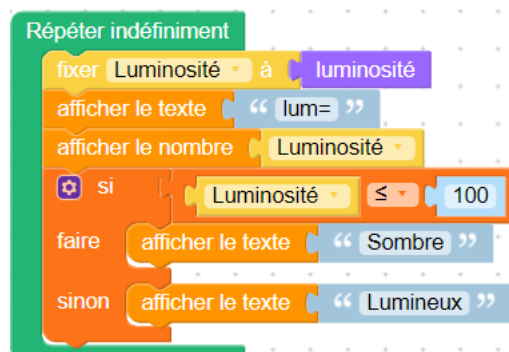 Répéter indéfiniment
fixer Luminosité à luminosité
afficher le texte “ lum= ”
afficher le nombre Luminosité
si Luminosité ≤ 100
faire afficher le texte “ Sombre ”
sinon afficher le texte “ Lumineux ”